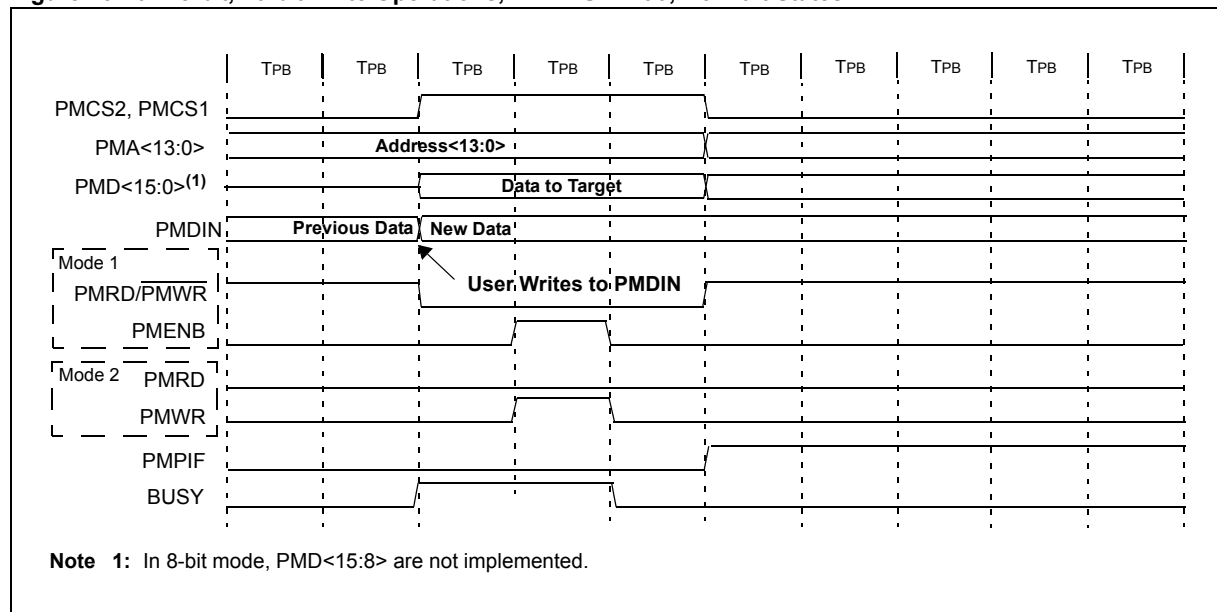 TPB TPB TPB TPB TPB TPB TPB TPB TPB TPB
PMCS2, PMCS1
PMA<13:0> Address<13:0>
PMD<15:0>(1) Data to Target
PMDIN Previous Data New Data
Mode 1
User Writes to PMDIN
PMRD/PMWR
PMENB
Mode 2 PMRD
PMWR
PMPIF
BUSY
Note 1: In 8-bit mode, PMD<15:8> are not implemented.